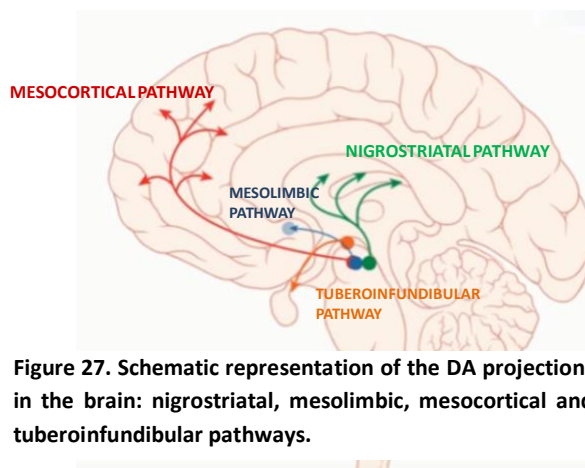 MESOCORTICAL PATHWAY
NIGROSTRIATAL PATHWAY
MESOLIMBIC
PATHWAY
TUBEROINFUNDIBULAR
PATHWAY
Figure 27. Schematic representation of the DA projection
in the brain: nigrostriatal, mesolimbic, mesocortical and
tuberoinfundibular pathways.